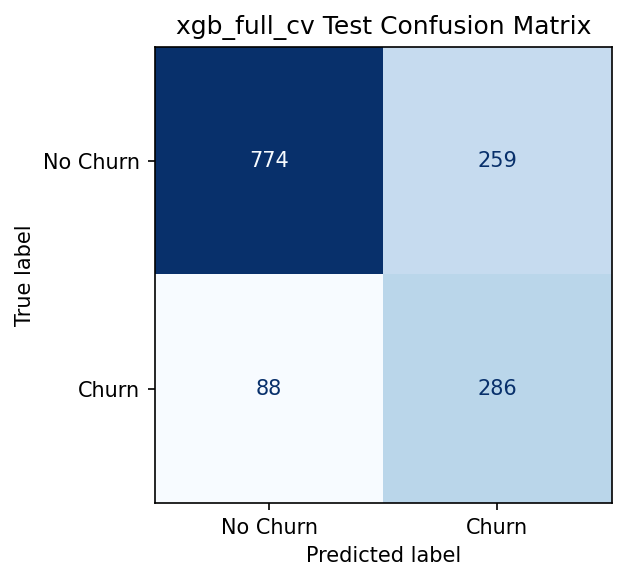 xgb_full_cv Test Confusion Matrix
No Churn
774
259
True label
Churn
88
286
No Churn
Churn
Predicted label